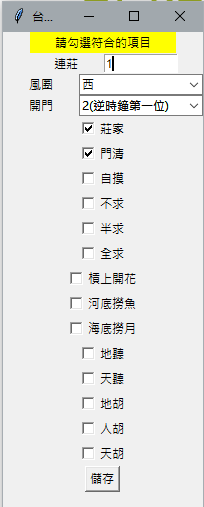 台...
請勾選符合的項目
連莊 1
風圈 西
開門 2(逆時鐘第一位)
莊家
門清
自摸
不求
半求
全求
槓上開花
河底撈魚
海底撈月
地聽
天聽
地胡
人胡
天胡
儲存